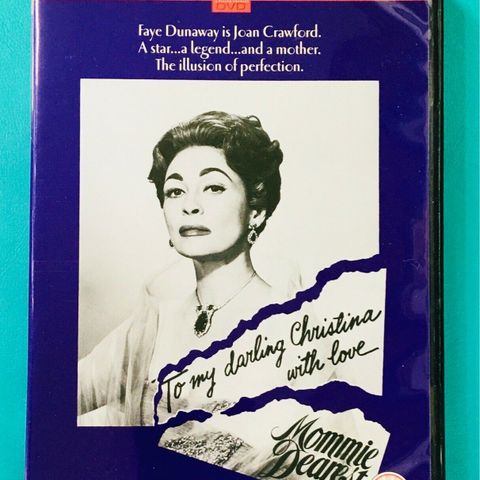 DVD
Faye Dunaway is Joan Crawford.
A star...a legend...and a mother.
The illusion of perfection.
To my darling Christina
with love
Mommie
Dearest